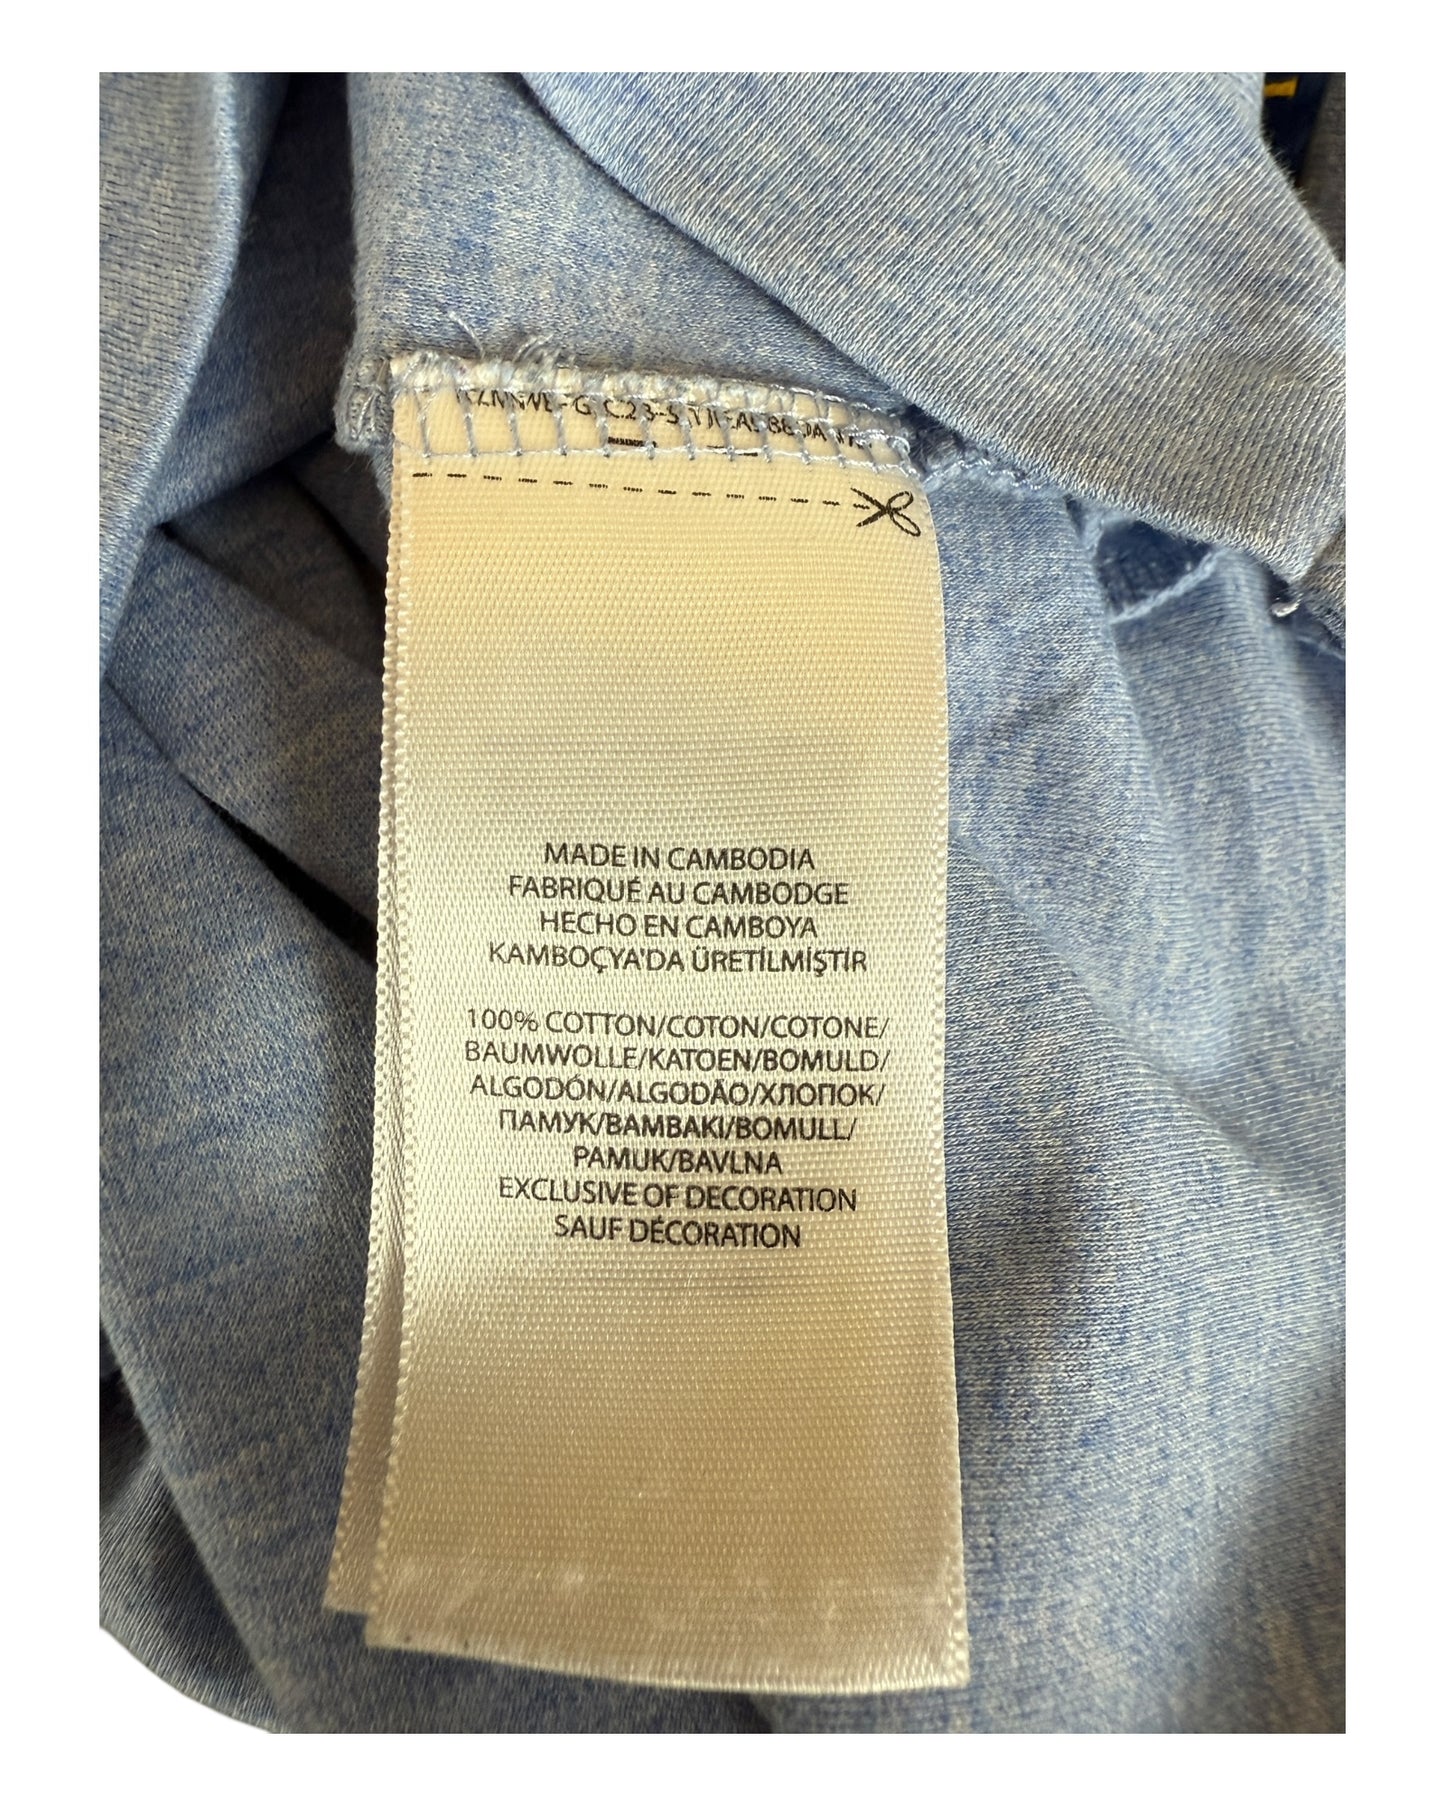 MADE IN CAMBODIA
FABRIQUÉ AU CAMBODGE
HECHO EN CAMBOYA
KAMBOÇYA'DA ÜRETİLMİŞTİR
100% COTTON/COTON/COTONE/
BAUMWOLLE/KATOEN/BOMULD/
ALGODÓN/ALGODÃO/ХЛОПОК/
ПАМУК/BAMBAKI/BOMULL/
PAMUK/BAVLNA
EXCLUSIVE OF DECORATION
SAUF DÉCORATION